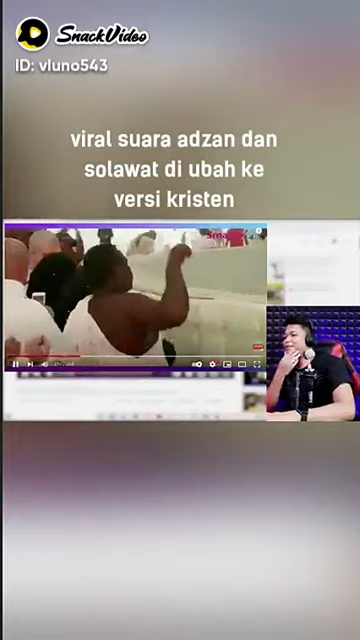 SnackVideo
ID: vluno543
viral suara adzan dan
solawat di ubah ke
versi kristen